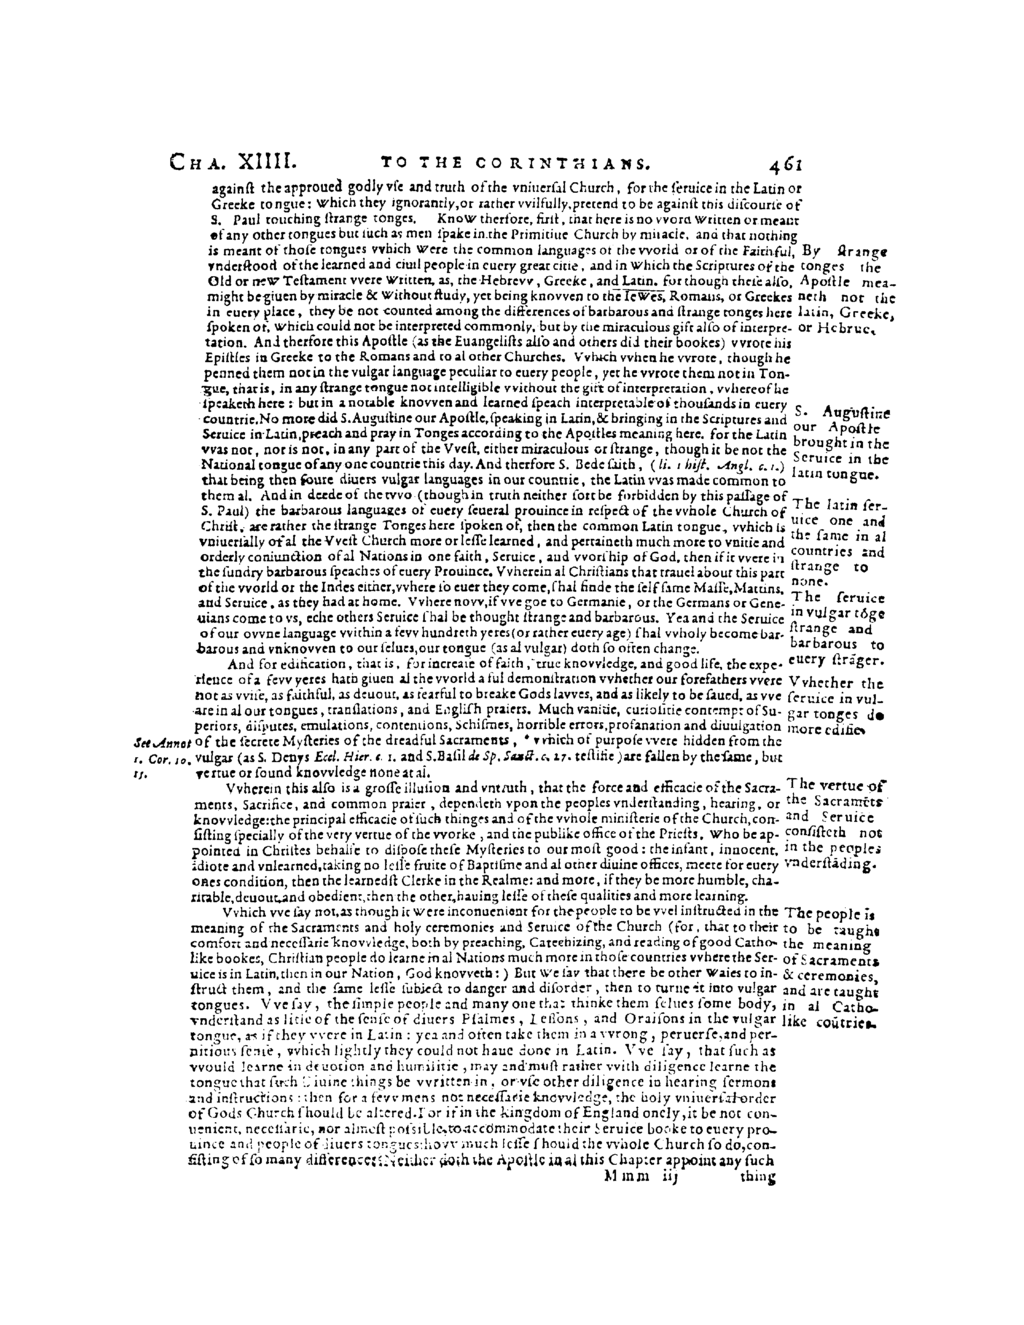 CHA. XIIII. TO THE CORINTHIANS. 461
againſt the approued godly vſe and truth of the vniuerſal Church, for the ſeruice in the Latin or
Greeke tongue: which they ignorantly, or rather vvilfully, pretend to be againſt this diſcourſe of
S. Paul touching ſtrange tonges. Know therfore, firſt, that here is no vvord written or meant
of any other tongues but ſuch as men ſpake in the Primitiue Church by miracle, and that nothing
is meant of thoſe tongues vvhich were the common languages of the vvorld or of the Faithful,
vnderſtood of the learned and ciuil people in euery great citie, and in which the Scriptures of the
Old or new Teſtament vvere written, as, the Hebrevv, Greeke, and Latin. for though theſe alſo,
might be giuen by miracle & without ſtudy, yet being knovven to the Iewes, Romans, or Greekes
in euery place, they be not counted among the differences of barbarous and ſtrange tonges here
ſpoken of, which could not be interpreted commonly, but by the miraculous gift alſo of interpre-
tation. And therfore this Apoſtle (as the Euangeliſts alſo and others did their bookes) vvrote his
Epiſtles in Greeke to the Romans and to al other Churches. Vvhich vvhen he vvrote, though he
penned them not in the vulgar language peculiar to euery people, yet he vvrote them not in Ton-
gue, that is, in any ſtrange tongue not intelligible vvithout the gift of interpretation, vvhereof he
ſpeaketh here: but in a notable knovven and learned ſpeach interpretable of thouſands in euery
countrie. No more did S. Auguſtine our Apoſtle, ſpeaking in Latin, & bringing in the Scriptures and
Seruice in Latin, preach and pray in Tonges according to the Apoſtles meaning here. for the Latin
vvas not, nor is not, in any part of the Vveſt, either miraculous or ſtrange, though it be not the
National tongue of any one countrie this day. And therfore S. Bede ſaith, (li. 1 hiſt. Angl. c. 1.)
that being then foure diuers vulgar languages in our countrie, the Latin vvas made common to
them al. And in deede of the tvvo (though in truth neither ſort be forbidden by this paſſage of
S. Paul) the barbarous languages of euery ſeueral prouince in reſpect of the vvhole Church of
Chriſt, are rather the ſtrange Tonges here ſpoken of, then the common Latin tongue, vvhich is
vniuerſally of al the Vveſt Church more or leſſe learned, and pertaineth much more to vnitie and
orderly coniunction of al Nations in one faith, Seruice, and vvorſhip of God, then if it vvere in
the ſundry barbarous ſpeaches of euery Prouince. Vvherein al Chriſtians that trauel about this part
of the vvorld or the Indes either, vvhere ſo euer they come, ſhal finde the ſelf ſame Maſſe, Mattins,
and Seruice, as they had at home. Vvhere novv, if vve goe to Germanie, or the Germans or Gene-
uians come to vs, eche others Seruice ſhal be thought ſtrange and barbarous. Yea and the Seruice
of our ovvne language vvithin a fevv hundreth yeres (or rather euery age) ſhal vvholy become bar-
barous and vnknovven to our ſelues, our tongue (as al vulgar) doth ſo often change.
And for edification, that is, for increaſe of faith, true knovvledge, and good life, the expe-
rience of a fevv yeres hath giuen al the vvorld a ful demonſtration vvhether our forefathers vvere
not as vviſe, as faithful, as deuout, as fearful to breake Gods lavves, and as likely to be ſaued, as vve
are in al our tongues, tranſlations, and Engliſh praiers. Much vanitie, curioſitie contempt of Su-
periors, diſputes, emulations, contentions, Schiſmes, horrible errors, profanation and diuulgation
of the ſecrete Myſteries of the dreadful Sacraments, * vvhich of purpoſe vvere hidden from the
vulgar (as S. Denys Eccl. Hier. c. 1. and S. Baſil de Sp. Sanct. c. 27. teſtifie) are fallen by the ſame, but
vertue or ſound knovvledge none at al.
Vvherein this alſo is a groſſe illuſion and vntruth, that the force and efficacie of the Sacra-
ments, Sacrifice, and common praier, dependeth vpon the peoples vnderſtanding, hearing, or
knovvledge: the principal efficacie of ſuch thinges and of the vvhole miniſterie of the Church, con-
ſiſting ſpecially of the very vertue of the vvorke, and the publike office of the Prieſts, who be ap-
pointed in Chriſtes behalfe to diſpoſe theſe Myſteries to our moſt good: the infant, innocent,
idiote and vnlearned, taking no leſſe fruite of Baptiſme and al other diuine offices, meete for euery
ones condition, then the learnedſt Clerke in the Realme: and more, if they be more humble, cha-
ritable, deuout, and obedient, then the other, hauing leſſe of theſe qualities and more learning.
Vvhich vve ſay not, as though it were inconuenient for the people to be vvel inſtructed in the
meaning of the Sacraments and holy ceremonies and Seruice of the Church (for, that to their
comfort and neceſſarie knovvledge, both by preaching, Catechizing, and reading of good Catho-
like bookes, Chriſtian people do learne in al Nations much more in thoſe countries vvhere the Ser-
uice is in Latin, then in our Nation, God knovveth:) But we ſay that there be other waies to in-
ſtruct them, and the ſame leſſe ſubiect to danger and diſorder, then to turne it into vulgar
tongues. Vve ſay, the ſimple people and many one that thinke them ſelues ſome body,
vnderſtand as litle of the ſenſe of diuers Pſalmes, Leſſons, and Oraiſons in the vulgar
tongue, as if they vvere in Latin: yea and often take them in a vvrong, peruerſe, and per-
nitious ſenſe, vvhich lightly they could not haue done in Latin. Vve ſay, that ſuch as
vvould learne in deuotion and humilitie, may and muſt rather vvith diligence learne the
tongue that ſuch Diuine things be vvritten in, or vſe other diligence in hearing ſermons
and inſtructions: then for a fevv mens not neceſſarie knovvledge, the holy vniuerſal order
of Gods Church ſhould be altered. For if in the kingdom of England onely, it be not con-
uenient, neceſſarie, nor almoſt poſsible, to accōmmodate their Seruice booke to euery pro-
uince and people of diuers tongues: hovv much leſſe ſhould the vvhole Church ſo do, con-
ſiſting of ſo many differences? Neither doth the Apoſtle in al this Chapter appoint any ſuch
Mmmm iij thing
By ſtrange
tonges the
Apoſtle mea-
neth not the
latin, Greeke,
or Hebrue.
S. Auguſtine
our Apoſtle
brought in the
Seruice in the
latin tongue.
The latin ſer-
uice one and
the ſame in al
countries and
ſtrange to
none.
The ſeruice
in vulgar tōge
ſtrange and
barbarous to
euery ſtrāger.
Vvhether the
ſeruice in vul-
gar tonges do
more edifie.
See Annot
1. Cor. 10.
15.
The vertue of
the Sacramēts
and Seruice
conſiſteth not
in the peoples
vnderſtāding.
The people is
to be taught
the meaning
of Sacraments
& ceremonies,
and are taught
in al Catho-
like coūtries.